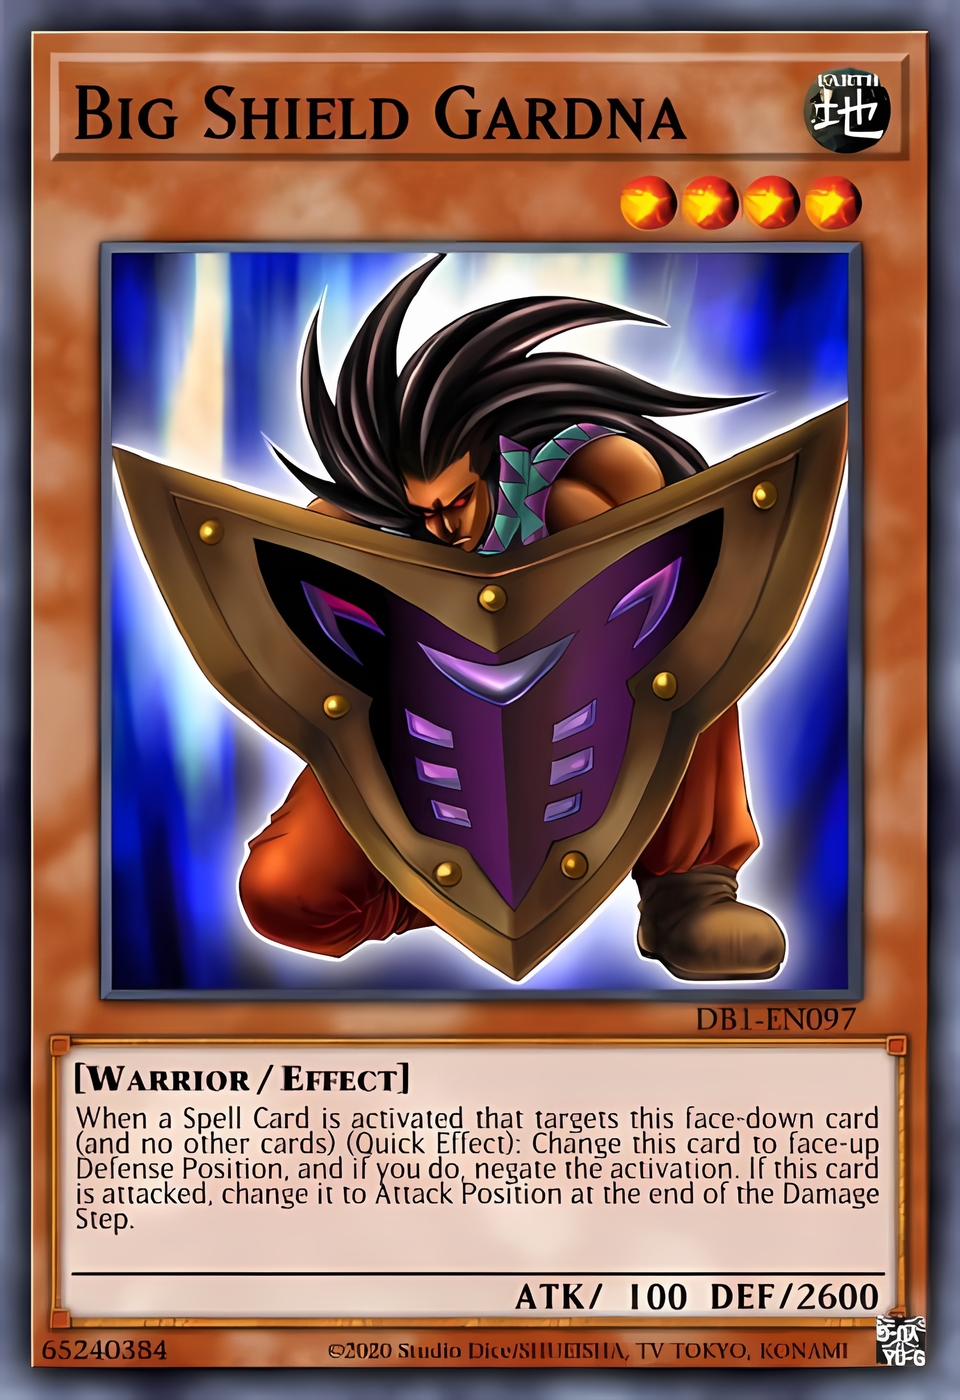 BIG SHIELD GARDNA
EARTH
地
DB1-EN097
[WARRIOR / EFFECT]
When a Spell Card is activated that targets this face-down card
(and no other cards) (Quick Effect): Change this card to face-up
Defense Position, and if you do, negate the activation. If this card
is attacked, change it to Attack Position at the end of the Damage
Step.
ATK/ 100 DEF/2600
65240384
©2020 Studio Dice/SHUEISHA, TV TOKYO, KONAMI